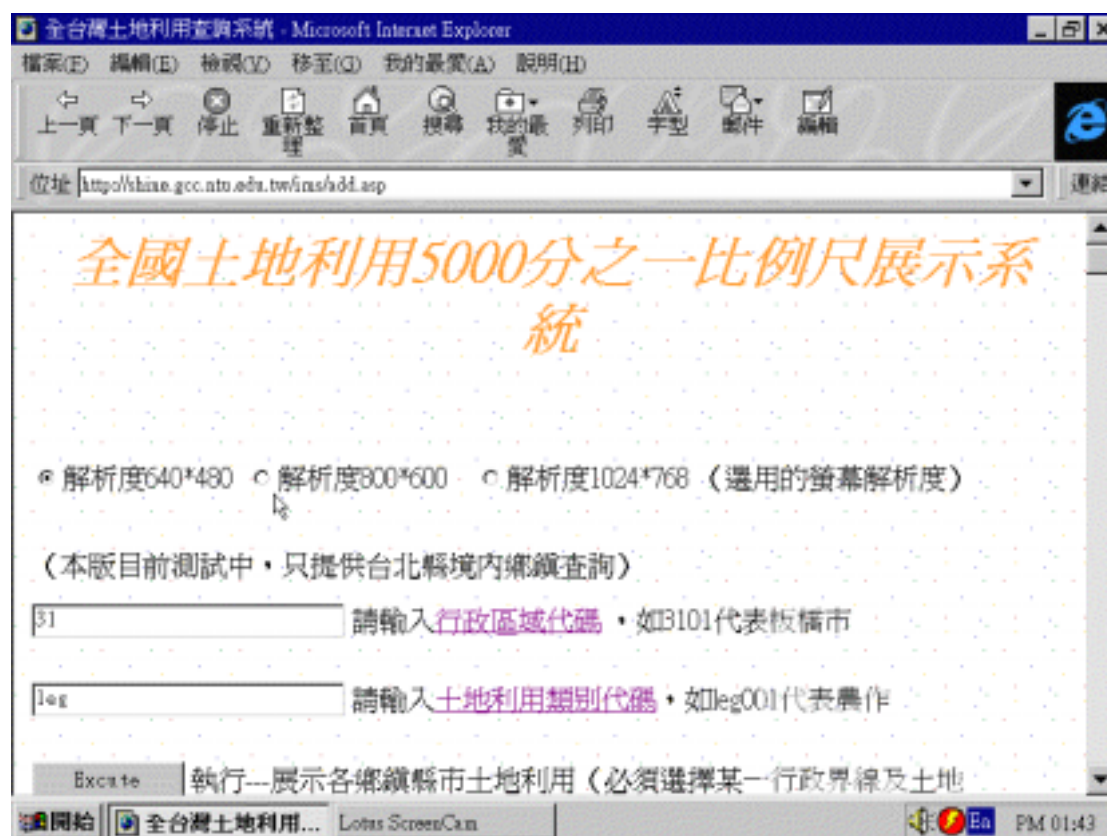 全台灣土地利用查詢系統 - Microsoft Internet Explorer
檔案(F) 編輯(E) 檢視(V) 移至(G) 我的最愛(A) 說明(H)
上一頁 下一頁 停止 重新整理 首頁 搜尋 我的最愛 列印 字型 郵件 編輯
位址 http://shine.gcc.ntu.edu.tw/ims/add.asp 連結
全國土地利用5000分之一比例尺展示系
統
解析度640*480 解析度800*600 解析度1024*768 (選用的螢幕解析度)
(本版目前測試中,只提供台北縣境內鄉鎮查詢)
31 請輸入行政區域代碼,如3101代表板橋市
leg 請輸入土地利用類別代碼,如leg001代表農作
Excute 執行---展示各鄉鎮縣市土地利用(必須選擇某一行政界線及土地
開始 全台灣土地利用... Lotus ScreenCam En PM 01:43